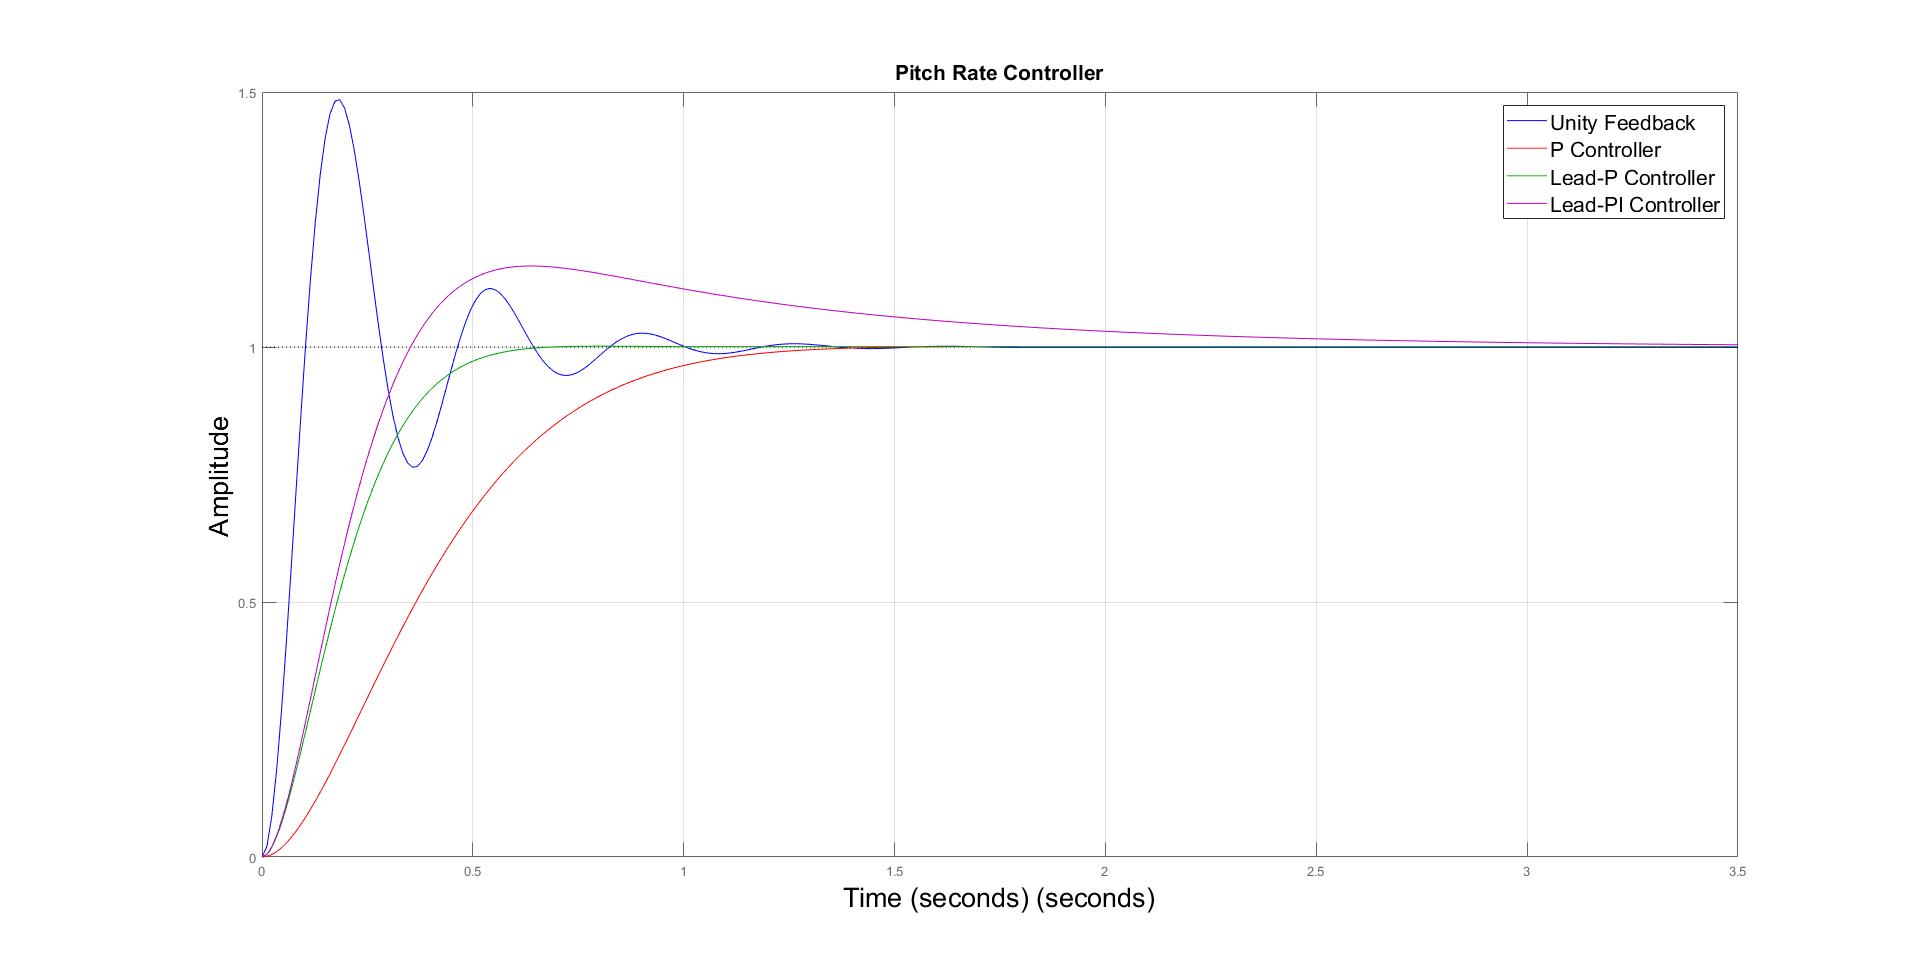 Pitch Rate Controller
1.5
Unity Feedback
P Controller
Lead-P Controller
Lead-PI Controller
1
Amplitude
0.5
0
0 0.5 1 1.5 2 2.5 3 3.5
Time (seconds) (seconds)